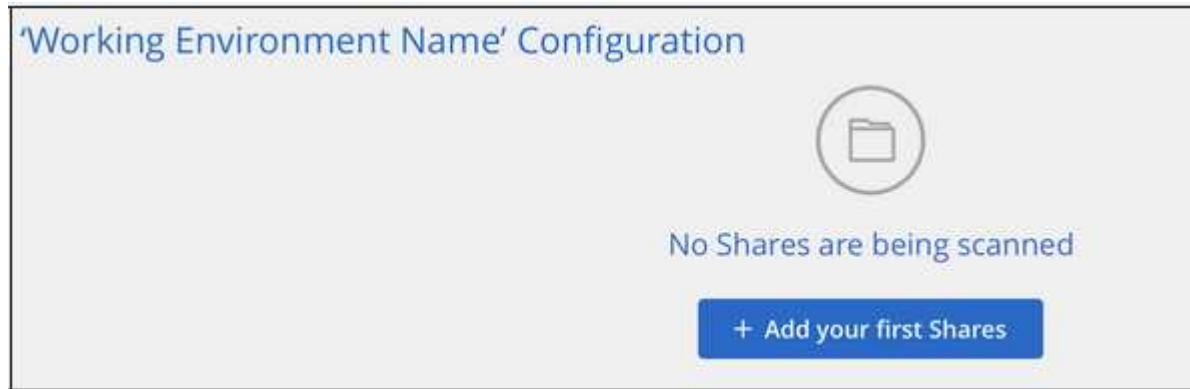 ‘Working Environment Name’ Configuration
No Shares are being scanned
+ Add your first Shares